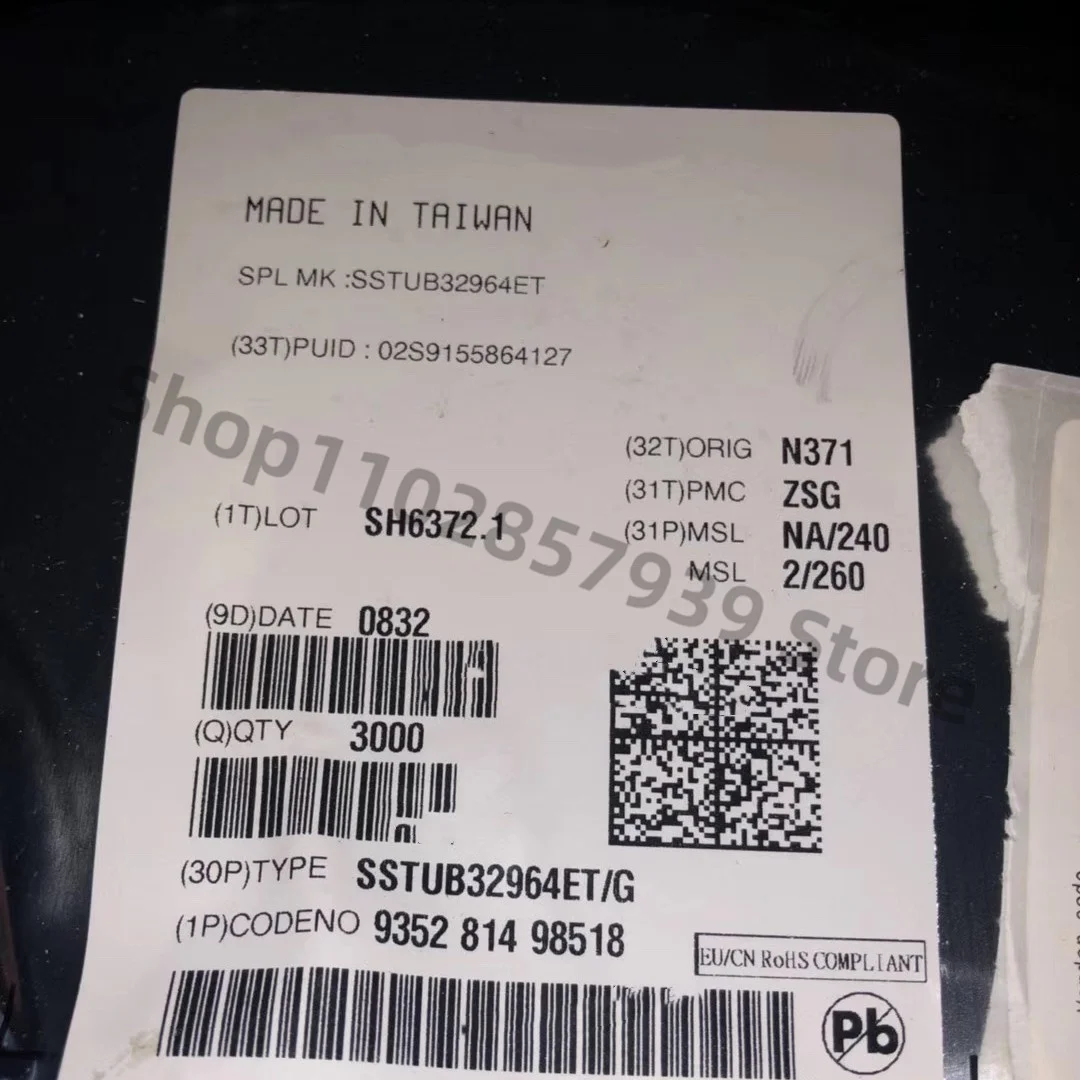 MADE IN TAIWAN
SPL MK :SSTUB32964ET
(33T)PUID : 02S9155864127
(32T)ORIG N371
(31T)PMC ZSG
(1T)LOT SH6372.1
(31P)MSL NA/240
MSL 2/260
(9D)DATE 0832
(Q)QTY 3000
(30P)TYPE SSTUB32964ET/G
(1P)CODENO 9352 814 98518
EU/CN RoHS COMPLIANT
Pb
Shop1102857939 Store